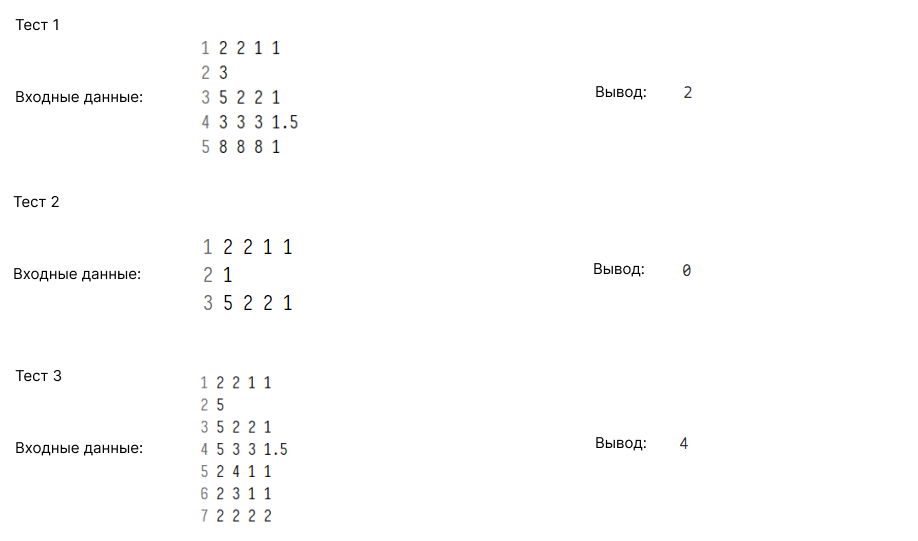 Тест 1
1 2 2 1 1
2 3
Входные данные:
3 5 2 2 1
Вывод: 2
4 3 3 3 1.5
5 8 8 8 1
Тест 2
1 2 2 1 1
Входные данные:
2 1
Вывод: 0
3 5 2 2 1
Тест 3
1 2 2 1 1
2 5
3 5 2 2 1
Входные данные:
4 5 3 3 1.5
Вывод: 4
5 2 4 1 1
6 2 3 1 1
7 2 2 2 2